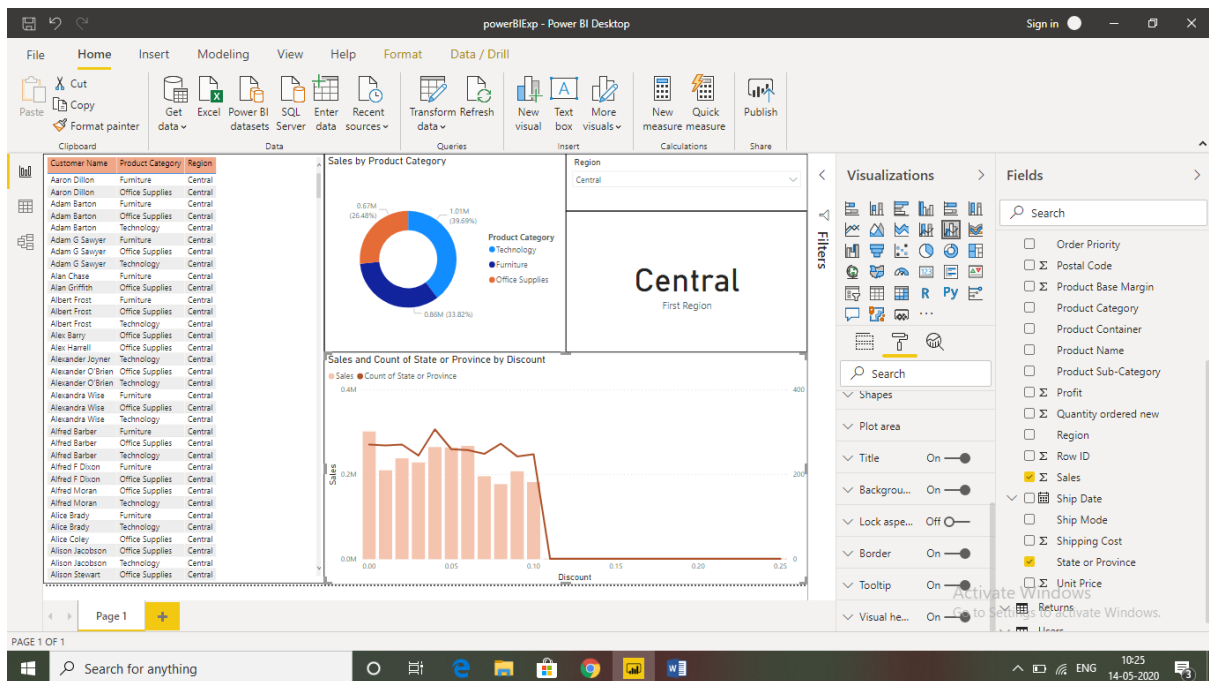 powerBIExp - Power BI Desktop
Sign in
File Home Insert Modeling View Help Format Data / Drill
Paste
Cut
Copy
Format painter
Clipboard
Get data
Excel
Power BI datasets
SQL Server
Enter data
Recent sources
Data
Transform data
Refresh
Queries
New visual
Text box
More visuals
Insert
New measure
Quick measure
Calculations
Publish
Share
Customer Name Product Category Region
Aaron Dillon Furniture Central
Aaron Dillon Office Supplies Central
Adam Barton Furniture Central
Adam Barton Office Supplies Central
Adam Barton Technology Central
Adam G Sawyer Furniture Central
Adam G Sawyer Office Supplies Central
Adam G Sawyer Technology Central
Alan Chase Furniture Central
Alan Griffith Office Supplies Central
Albert Frost Furniture Central
Albert Frost Office Supplies Central
Albert Frost Technology Central
Alex Barry Office Supplies Central
Alex Harrell Office Supplies Central
Alexander Joyner Technology Central
Alexander O'Brien Office Supplies Central
Alexander O'Brien Technology Central
Alexandra Wise Furniture Central
Alexandra Wise Office Supplies Central
Alexandra Wise Technology Central
Alfred Barber Furniture Central
Alfred Barber Office Supplies Central
Alfred Barber Technology Central
Alfred F Dixon Furniture Central
Alfred F Dixon Office Supplies Central
Alfred Moran Office Supplies Central
Alfred Moran Technology Central
Alice Brady Furniture Central
Alice Brady Technology Central
Alice Coley Office Supplies Central
Alison Jacobson Office Supplies Central
Alison Jacobson Technology Central
Alison Stewart Office Supplies Central
Sales by Product Category
0.67M
(26.48%)
1.01M
(39.69%)
0.86M (33.82%)
Product Category
Technology
Furniture
Office Supplies
Region
Central
Central
First Region
Sales and Count of State or Province by Discount
Sales Count of State or Province
0.4M 400
0.2M 200
0.0M 0
Sales
0.00 0.05 0.10 0.15 0.20 0.25
Discount
Filters
Visualizations
123
R Py
Search
Shapes
Plot area
Title On
Backgrou... On
Lock aspe... Off
Border On
Tooltip On
Visual he... On
Fields
Search
Order Priority
Σ Postal Code
Σ Product Base Margin
Product Category
Product Container
Product Name
Product Sub-Category
Σ Profit
Σ Quantity ordered new
Region
Σ Row ID
Σ Sales
Ship Date
Ship Mode
Σ Shipping Cost
State or Province
Σ Unit Price
Returns
Users
Activate Windows
Go to Settings to activate Windows.
Page 1
PAGE 1 OF 1
Search for anything
ENG
10:25
14-05-2020
3